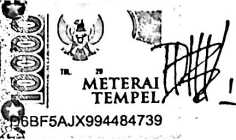 10000
TGL. 20
METERAI
TEMPEL
D6BF5AJX994484739